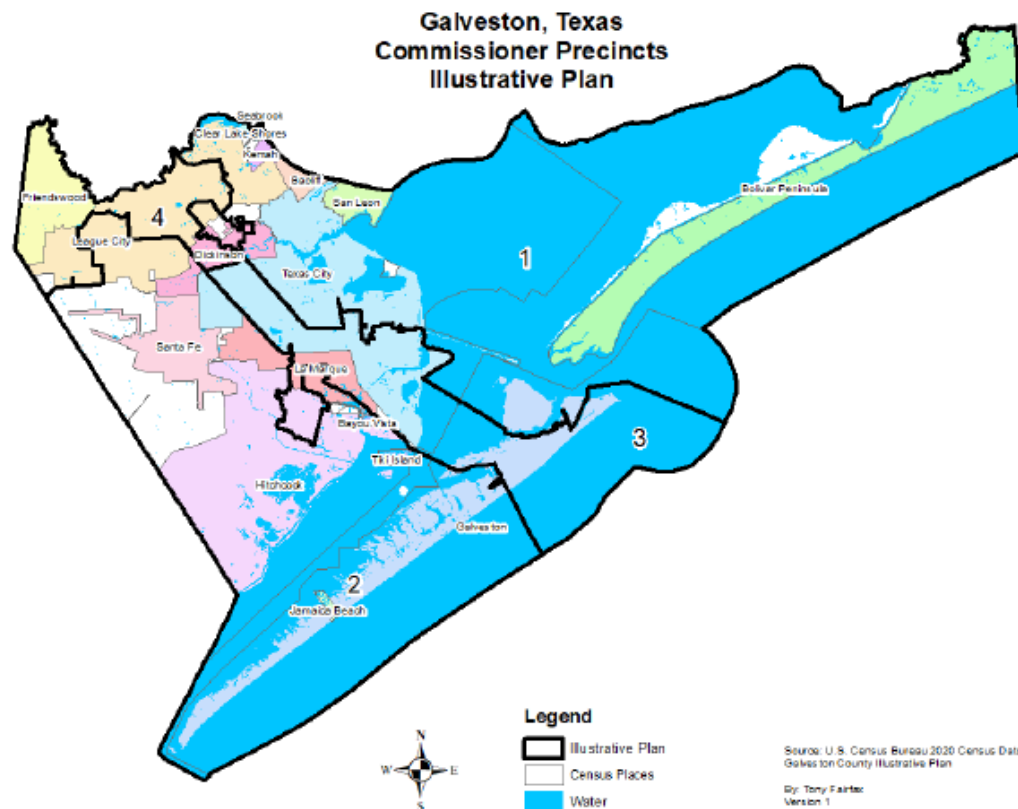 Galveston, Texas
Commissioner Precincts
Illustrative Plan
Seabrook
Clear Lake Shores
Kemah
Bacliff
Friendswood
San Leon
Bolivar Peninsula
4
League City
Dickinson
1
Texas City
Santa Fe
La Marque
Bayou Vista
3
Tiki Island
Hitchcock
Galveston
2
Jamaica Beach
Legend
Illustrative Plan
Census Places
Water
N
W
E
S
Source: U.S. Census Bureau 2020 Census Data
Galveston County Illustrative Plan
By: Tony Fairfax
Version 1